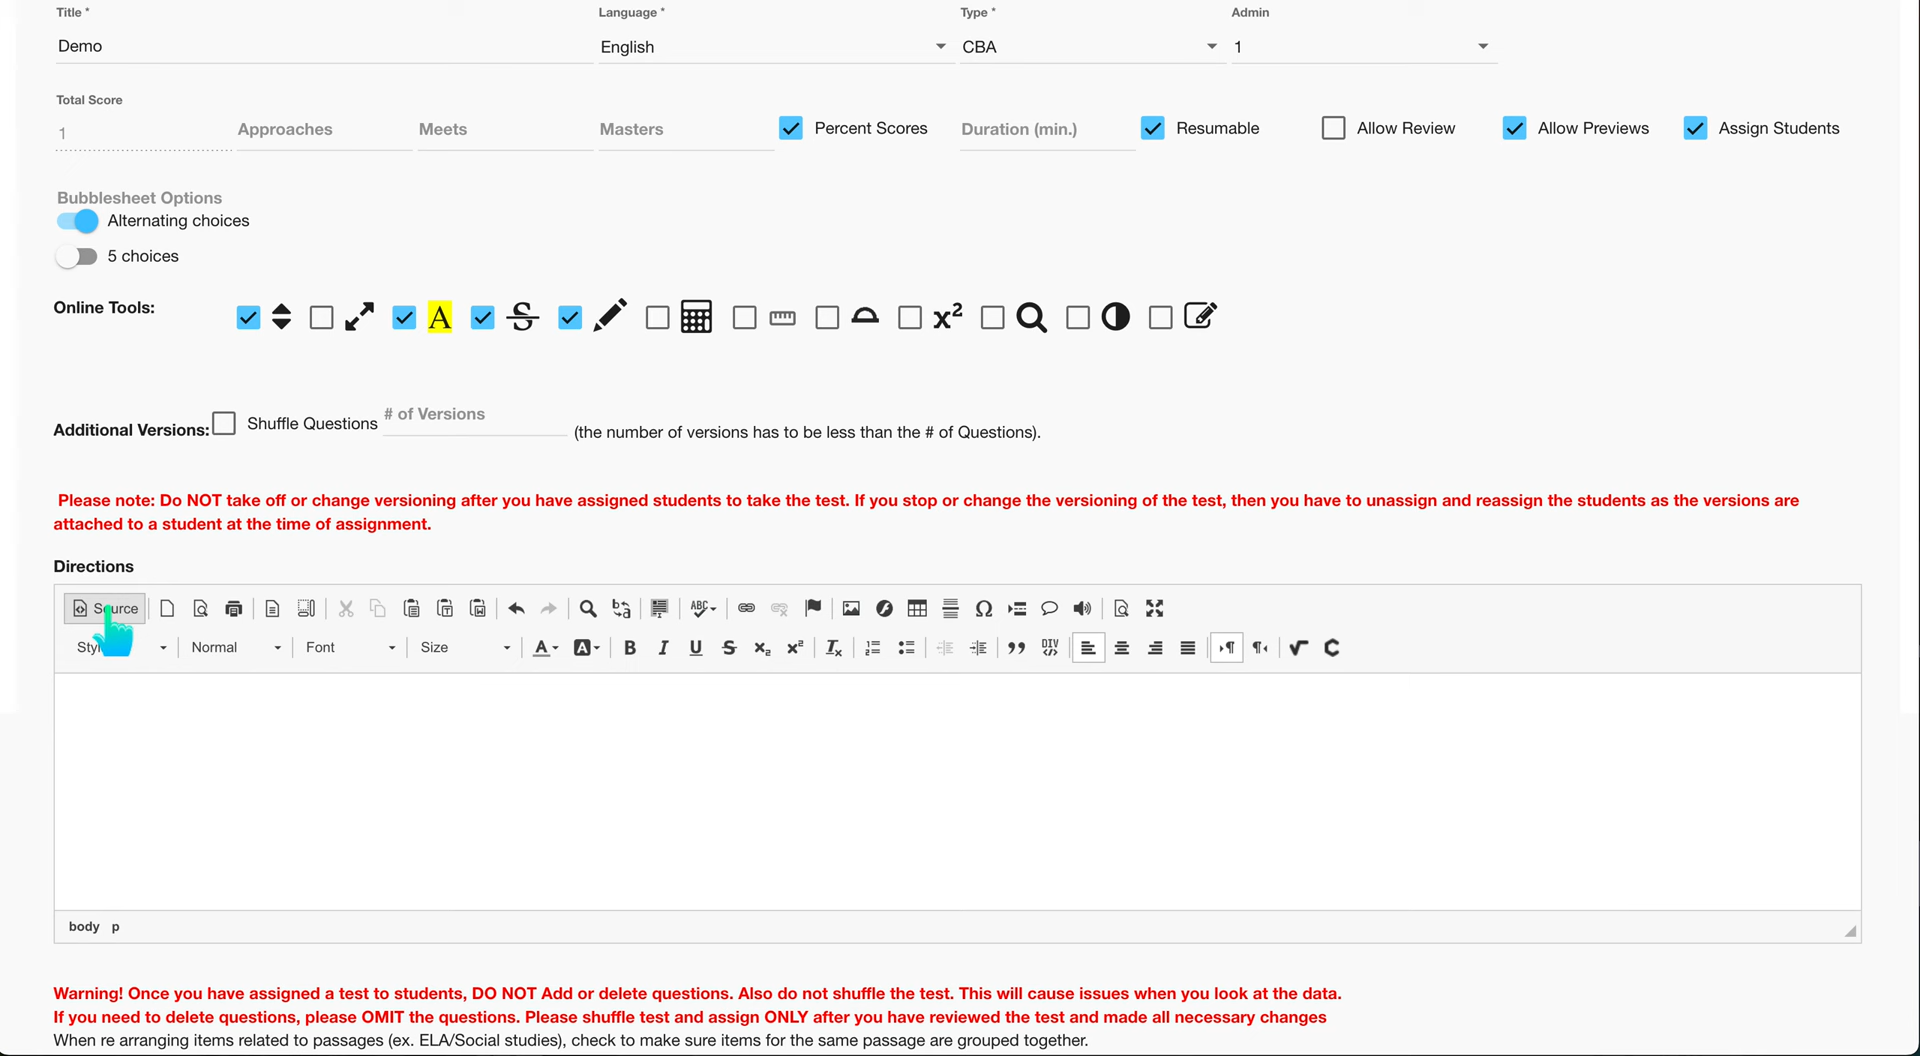 Title *
Language *
Type *
Admin
Demo
English
CBA
1
Total Score
1
Approaches
Meets
Masters
Percent Scores
Duration (min.)
Resumable
Allow Review
Allow Previews
Assign Students
Bubblesheet Options
Alternating choices
5 choices
Online Tools:
A
S
x²
Additional Versions:
Shuffle Questions
# of Versions
(the number of versions has to be less than the # of Questions).
Please note: Do NOT take off or change versioning after you have assigned students to take the test. If you stop or change the versioning of the test, then you have to unassign and reassign the students as the versions are
attached to a student at the time of assignment.
Directions
Source
ABC
Normal
Font
Size
A
A
B
I
U
S
x₂
x²
Ix
DIV
C
body p
Warning! Once you have assigned a test to students, DO NOT Add or delete questions. Also do not shuffle the test. This will cause issues when you look at the data.
If you need to delete questions, please OMIT the questions. Please shuffle test and assign ONLY after you have reviewed the test and made all necessary changes
When re arranging items related to passages (ex. ELA/Social studies), check to make sure items for the same passage are grouped together.